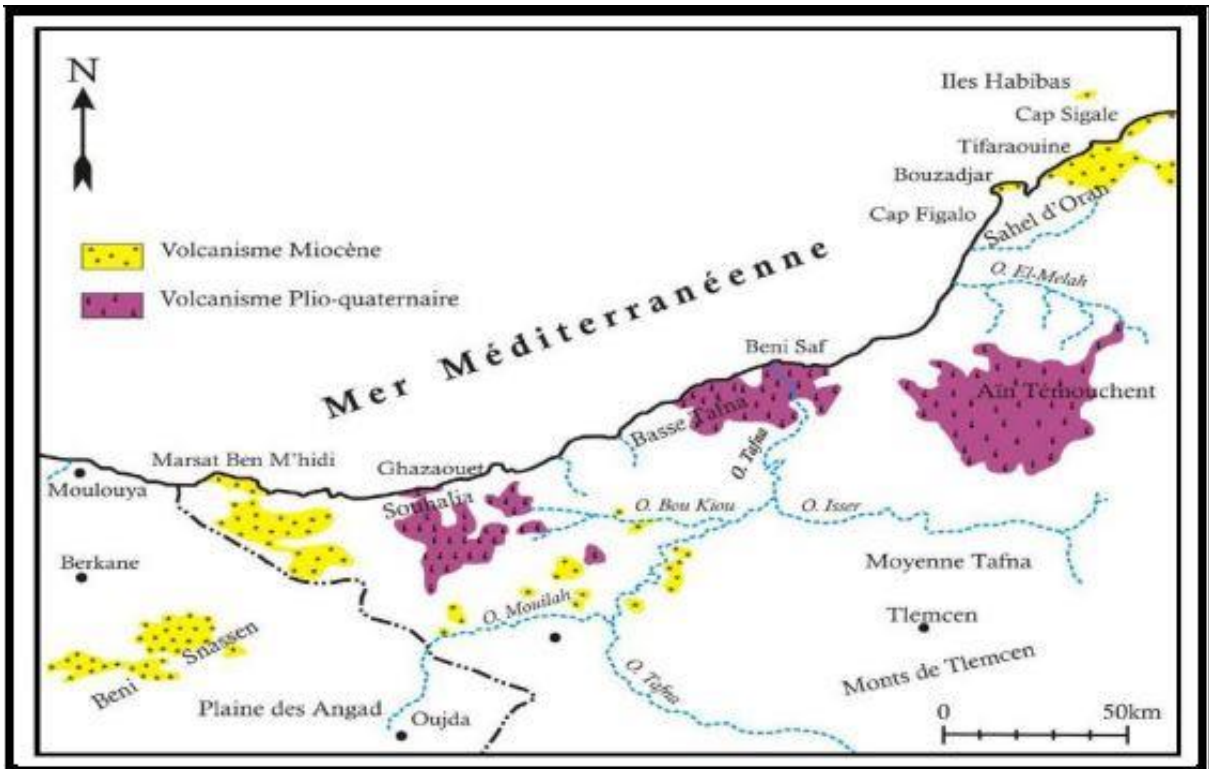 N
Iles Habibas
Cap Sigale
Tifaraouine
Bouzadjar
Cap Figalo
Sahel d'Oran
O. El-Melah
Volcanisme Miocène
Volcanisme Plio-quaternaire
Mer Méditerranéenne
Beni Saf
Aïn Témouchent
Basse Tafna
O. Tafna
Marsat Ben M'hidi
Ghazaouet
Moulouya
Souhalia
O. Bou Kiou
O. Isser
Berkane
Moyenne Tafna
O. Mouilah
Tlemcen
Beni Snassen
Monts de Tlemcen
O. Tafna
Plaine des Angad
Oujda
0 50km